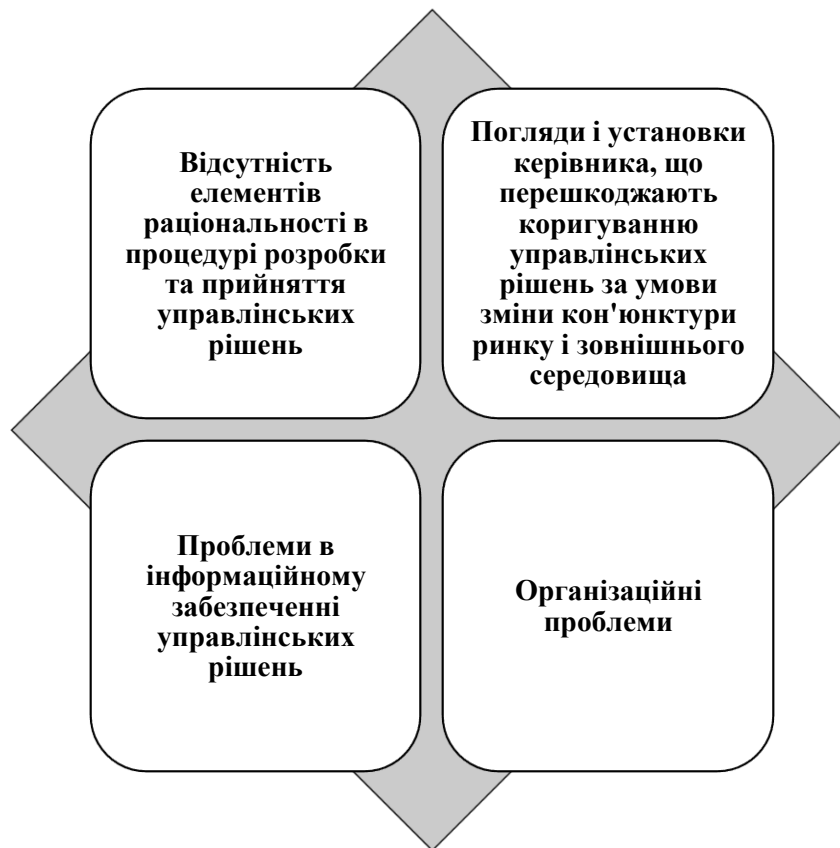 Відсутність
елементів
раціональності в
процедурі розробки
та прийняття
управлінських
рішень
Погляди і установки
керівника, що
перешкоджають
коригуванню
управлінських
рішень за умови
зміни кон'юнктури
ринку і зовнішнього
середовища
Проблеми в
інформаційному
забезпеченні
управлінських
рішень
Організаційні
проблеми